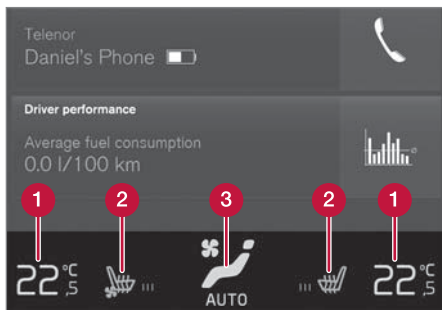 Telenor
Daniel's Phone
Driver performance
Average fuel consumption
0.0 l/100 km
1 2 3 2 1
22,5 °C 22,5 °C
AUTO